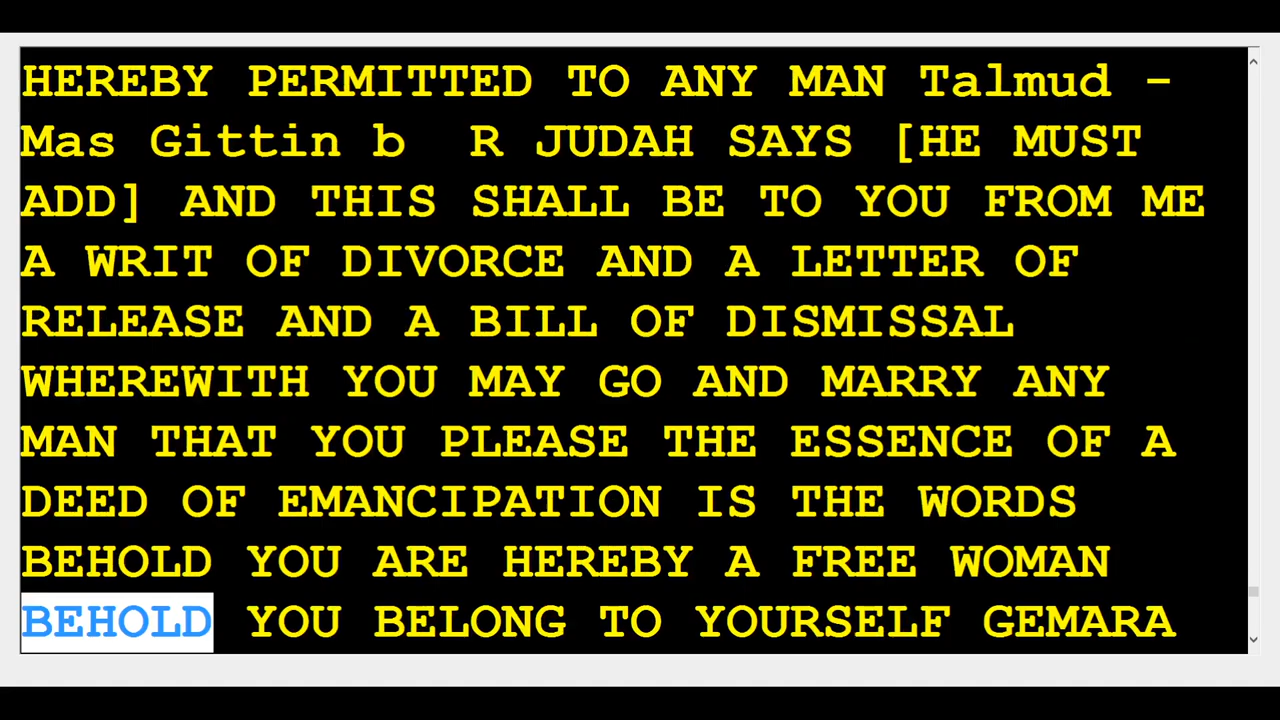 HEREBY PERMITTED TO ANY MAN Talmud -
Mas Gittin b  R JUDAH SAYS [HE MUST
ADD] AND THIS SHALL BE TO YOU FROM ME
A WRIT OF DIVORCE AND A LETTER OF
RELEASE AND A BILL OF DISMISSAL
WHEREWITH YOU MAY GO AND MARRY ANY
MAN THAT YOU PLEASE THE ESSENCE OF A
DEED OF EMANCIPATION IS THE WORDS
BEHOLD YOU ARE HEREBY A FREE WOMAN
BEHOLD YOU BELONG TO YOURSELF GEMARA